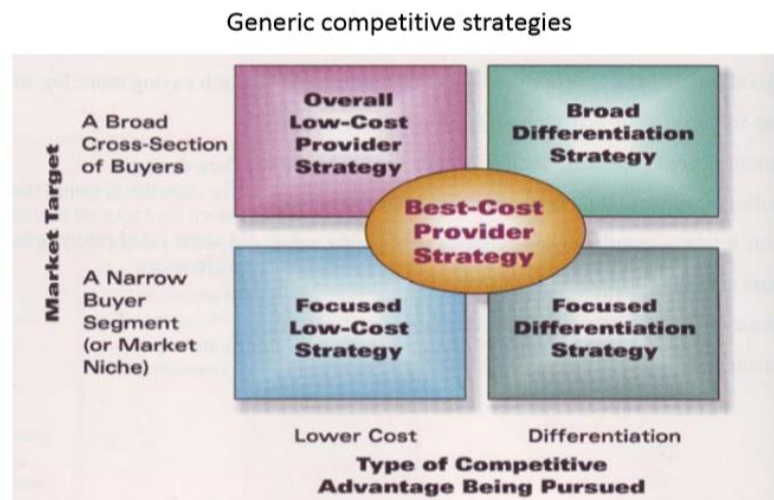 Generic competitive strategies
Overall
Low-Cost
Provider
Strategy
Broad
Differentiation
Strategy
Best-Cost
Provider
Strategy
Focused
Low-Cost
Strategy
Focused
Differentiation
Strategy
Market Target
A Broad
Cross-Section
of Buyers
A Narrow
Buyer
Segment
(or Market
Niche)
Lower Cost
Differentiation
Type of Competitive
Advantage Being Pursued